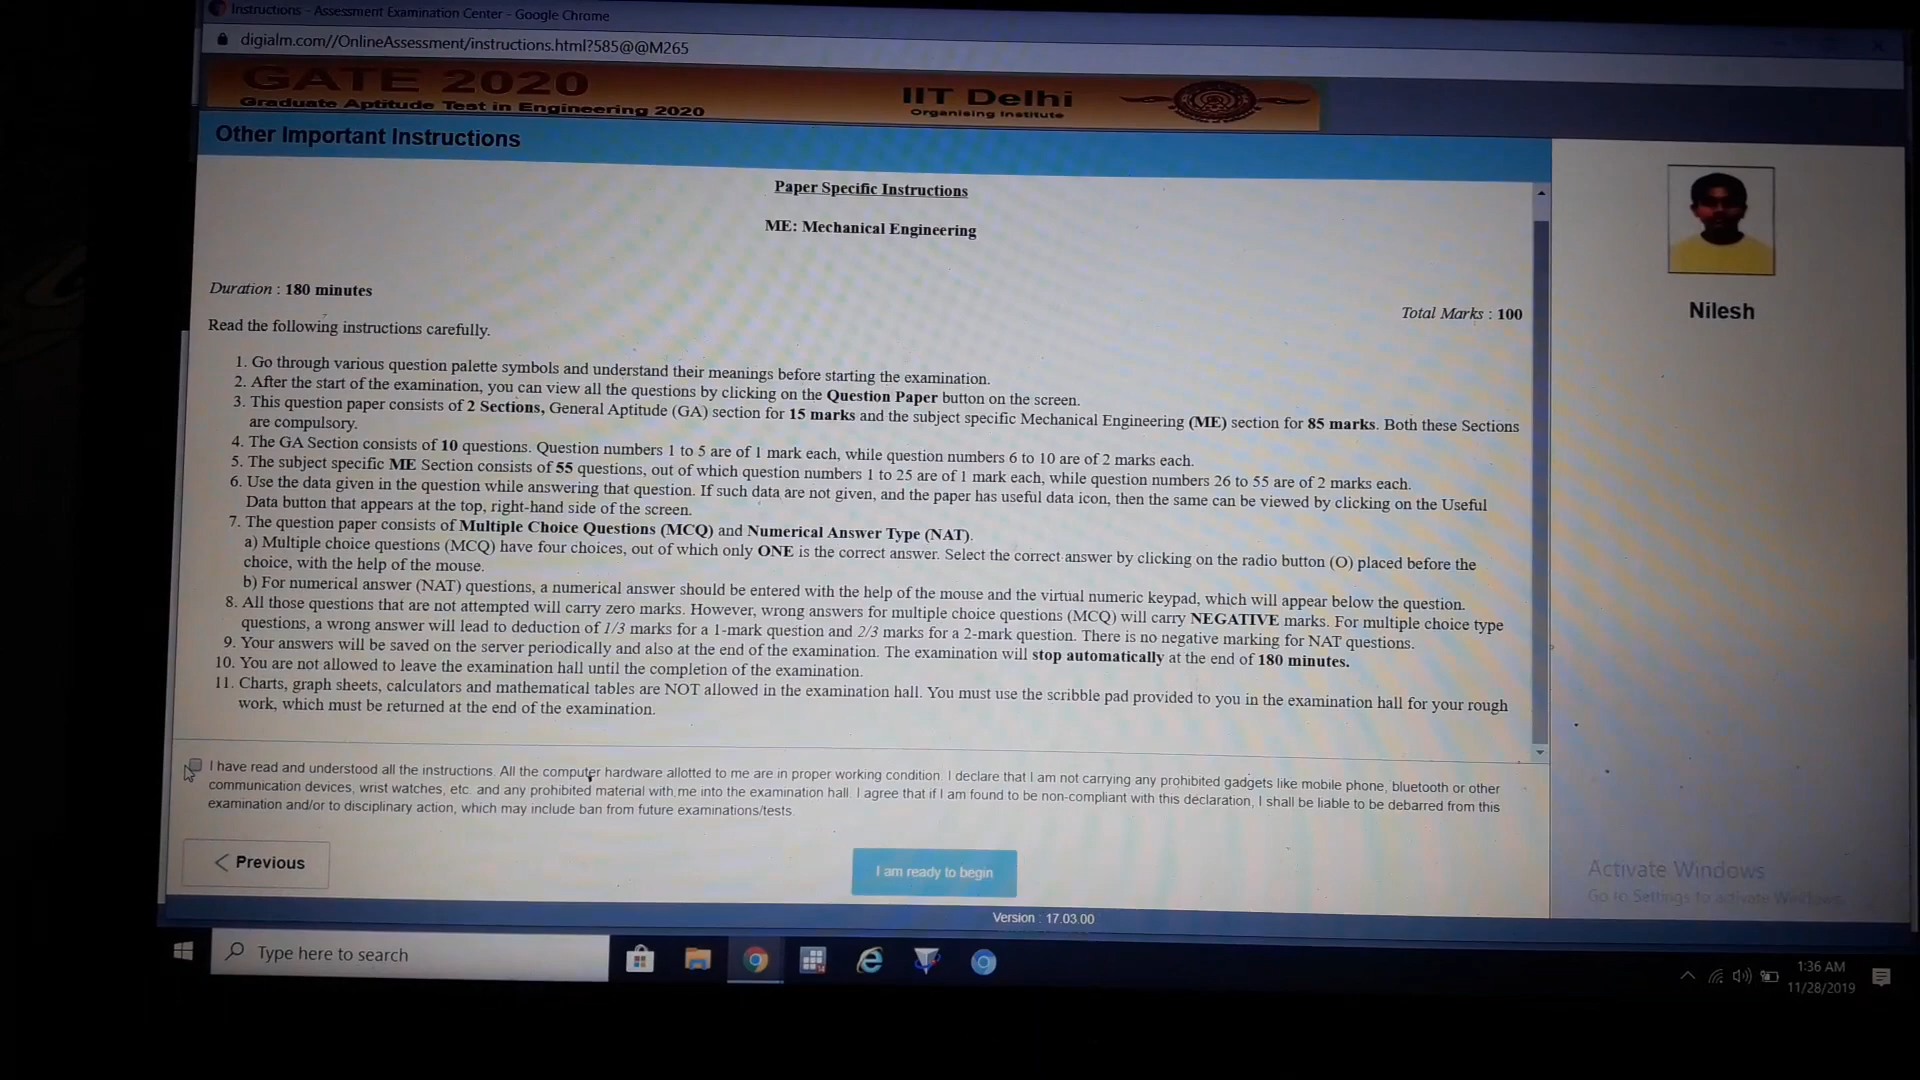 Instructions - Assessment Examination Center - Google Chrome
digialm.com//OnlineAssessment/instructions.html?585@@M265
GATE 2020
Graduate Aptitude Test in Engineering 2020
IIT Delhi
Organising Institute
Other Important Instructions
Paper Specific Instructions
ME: Mechanical Engineering
Duration : 180 minutes
Total Marks : 100
Read the following instructions carefully.
1. Go through various question palette symbols and understand their meanings before starting the examination.
2. After the start of the examination, you can view all the questions by clicking on the Question Paper button on the screen.
3. This question paper consists of 2 Sections, General Aptitude (GA) section for 15 marks and the subject specific Mechanical Engineering (ME) section for 85 marks. Both these Sections
are compulsory.
4. The GA Section consists of 10 questions. Question numbers 1 to 5 are of 1 mark each, while question numbers 6 to 10 are of 2 marks each.
5. The subject specific ME Section consists of 55 questions, out of which question numbers 1 to 25 are of 1 mark each, while question numbers 26 to 55 are of 2 marks each.
6. Use the data given in the question while answering that question. If such data are not given, and the paper has useful data icon, then the same can be viewed by clicking on the Useful
Data button that appears at the top, right-hand side of the screen.
7. The question paper consists of Multiple Choice Questions (MCQ) and Numerical Answer Type (NAT).
a) Multiple choice questions (MCQ) have four choices, out of which only ONE is the correct answer. Select the correct answer by clicking on the radio button (O) placed before the
choice, with the help of the mouse.
b) For numerical answer (NAT) questions, a numerical answer should be entered with the help of the mouse and the virtual numeric keypad, which will appear below the question.
8. All those questions that are not attempted will carry zero marks. However, wrong answers for multiple choice questions (MCQ) will carry NEGATIVE marks. For multiple choice type
questions, a wrong answer will lead to deduction of 1/3 marks for a 1-mark question and 2/3 marks for a 2-mark question. There is no negative marking for NAT questions.
9. Your answers will be saved on the server periodically and also at the end of the examination. The examination will stop automatically at the end of 180 minutes.
10. You are not allowed to leave the examination hall until the completion of the examination.
11. Charts, graph sheets, calculators and mathematical tables are NOT allowed in the examination hall. You must use the scribble pad provided to you in the examination hall for your rough
work, which must be returned at the end of the examination.
I have read and understood all the instructions. All the computer hardware allotted to me are in proper working condition. I declare that I am not carrying any prohibited gadgets like mobile phone, bluetooth or other
communication devices, wrist watches, etc. and any prohibited material with me into the examination hall. I agree that if I am found to be non-compliant with this declaration, I shall be liable to be debarred from this
examination and/or to disciplinary action, which may include ban from future examinations/tests.
Previous
I am ready to begin
Version : 17.03.00
Nilesh
Activate Windows
Go to Settings to activate Windows.
Type here to search
1:36 AM
11/28/2019